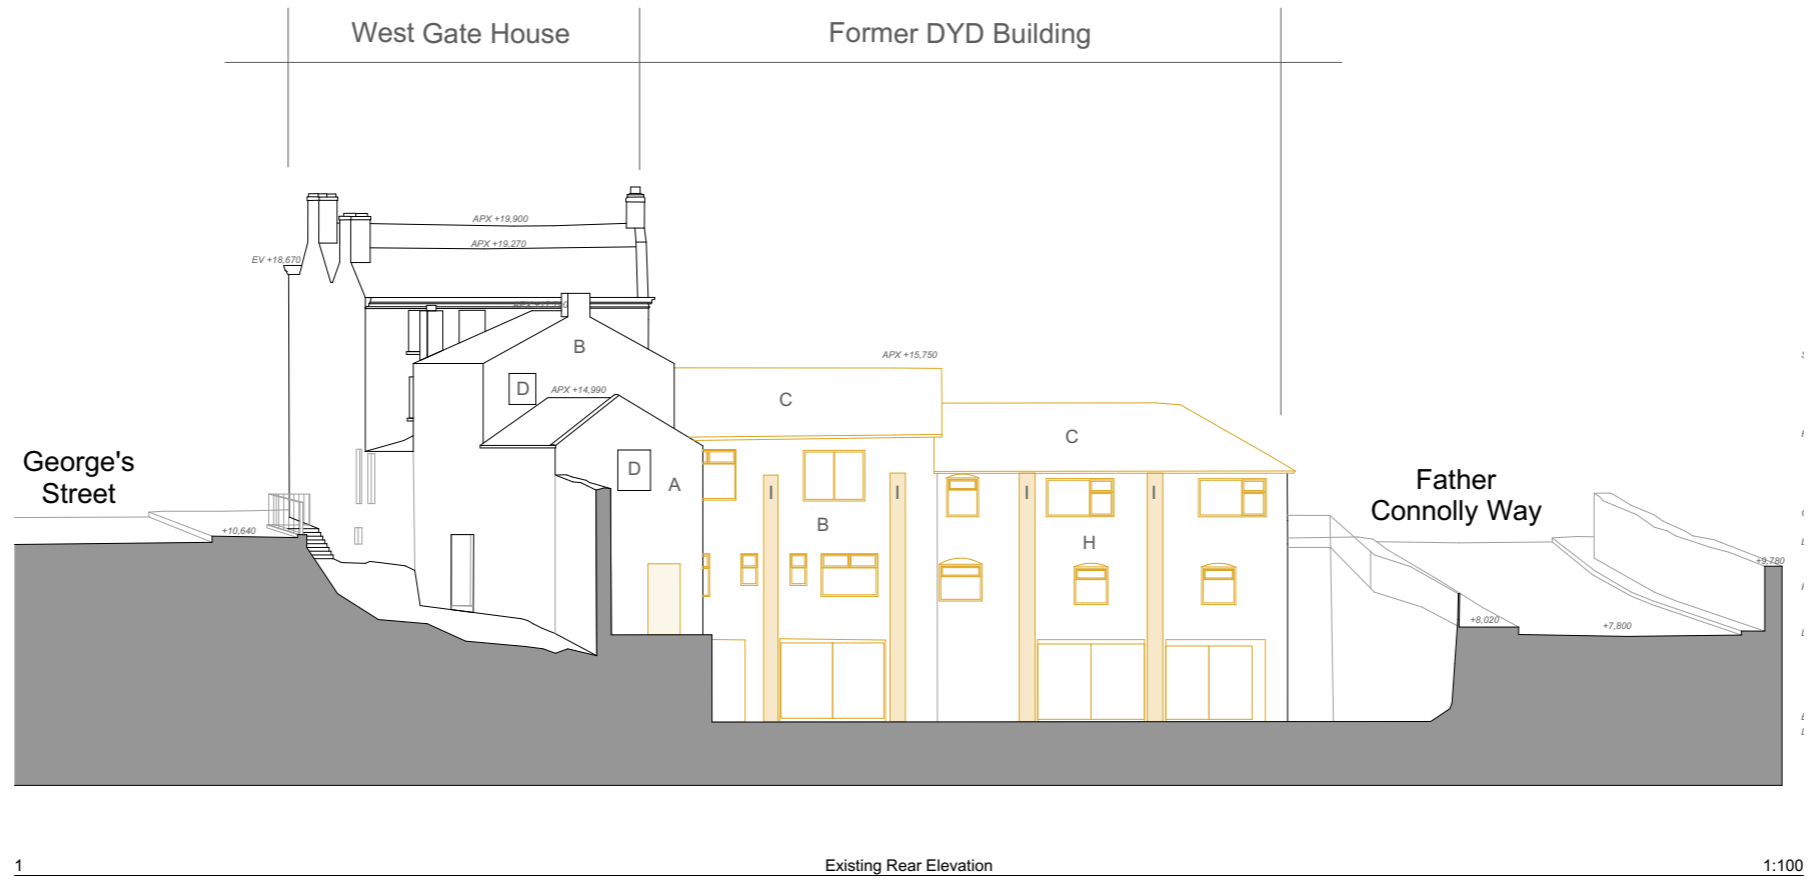 West Gate House
Former DYD Building
APX +19,900
APX +19,270
EV +18,670
B
APX +15,750
D
APX +14,990
C
C
George's
Street
D
A
I
I
I
I
Father
Connolly Way
B
+10,640
H
+9,780
+8,020
+7,800
1
Existing Rear Elevation
1:100